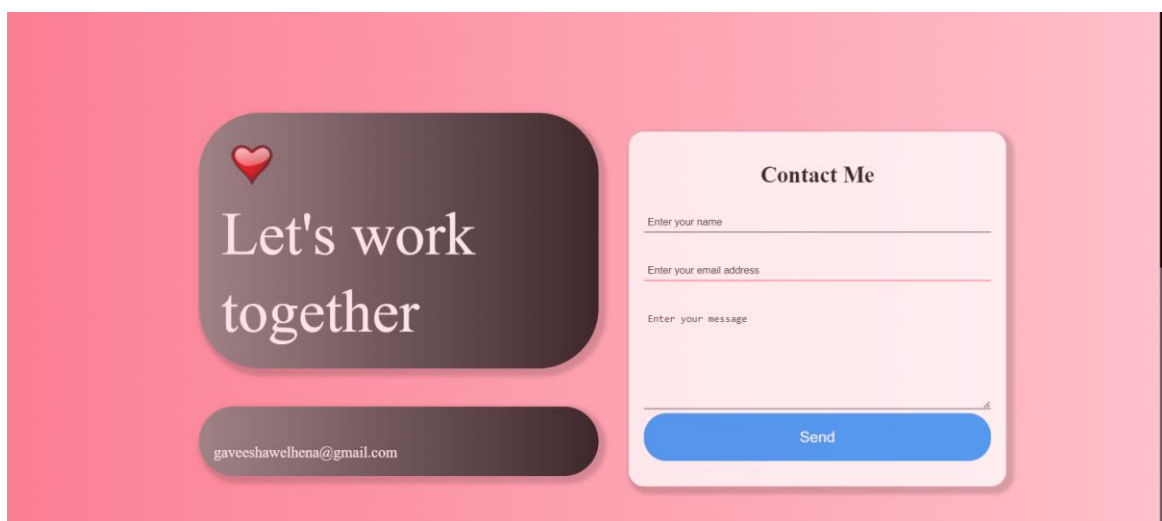 Let's work
together
gaveeshawelhena@gmail.com
Contact Me
Enter your name
Enter your email address
Enter your message
Send